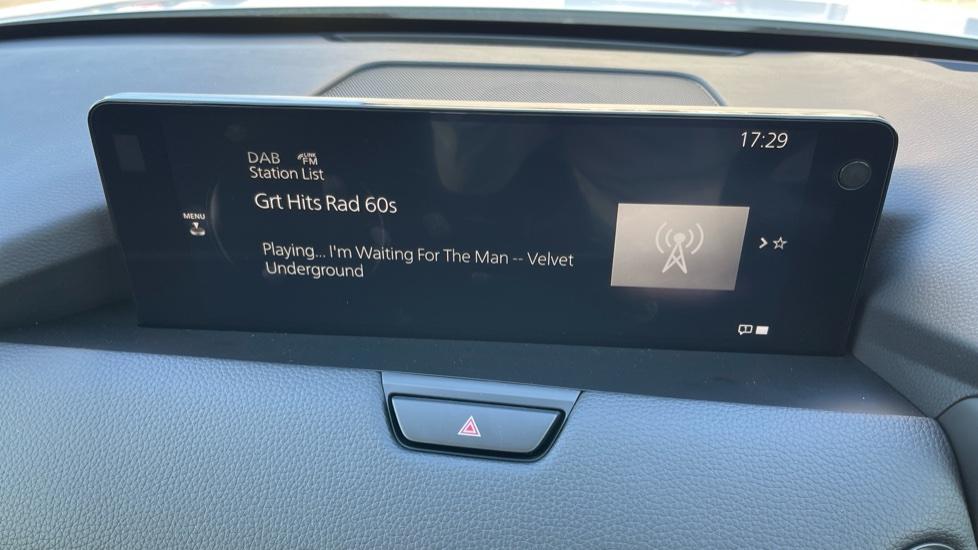 17:29
DAB LINK FM
Station List
Grt Hits Rad 60s
MENU
Playing... I'm Waiting For The Man -- Velvet
Underground